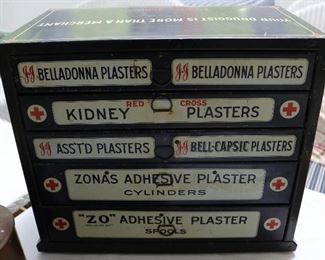 YOUR DRUGGIST IS MORE THAN A MERCHANT
J&J BELLADONNA PLASTERS J&J BELLADONNA PLASTERS
RED CROSS
KIDNEY PLASTERS
J&J ASS'T'D PLASTERS J&J BELL-CAPSIC PLASTERS
ZONAS ADHESIVE PLASTER
CYLINDERS
"ZO" ADHESIVE PLASTER
SPOOLS